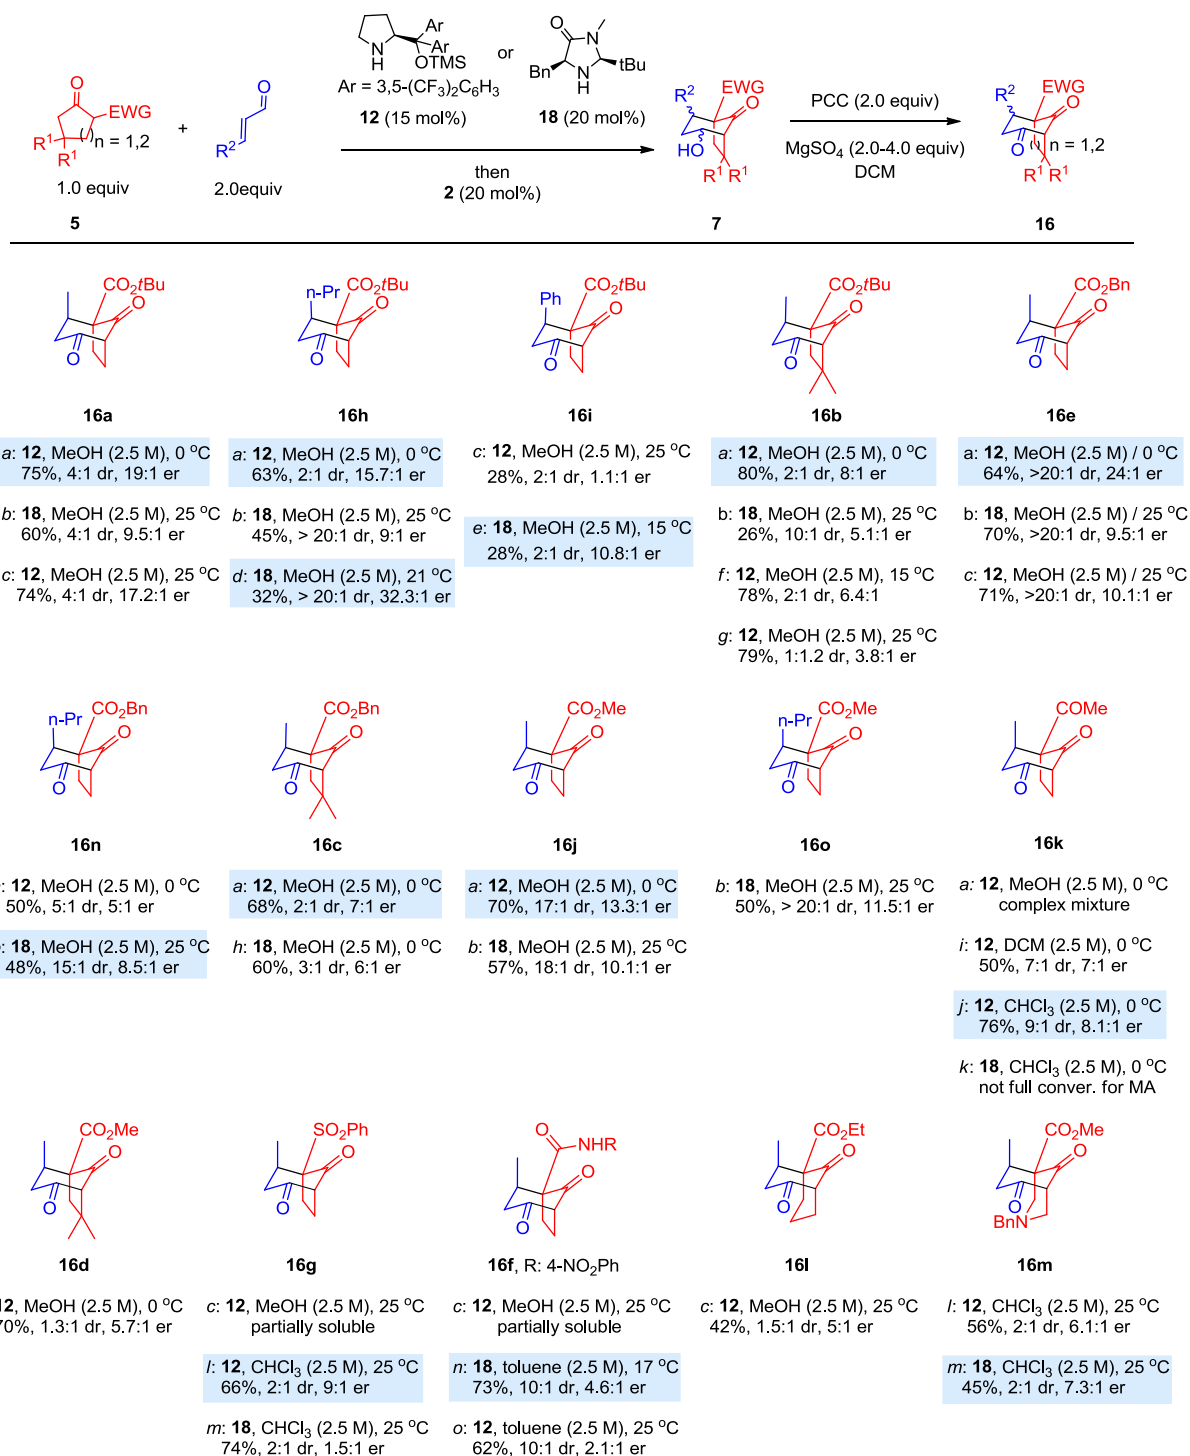 O
EWG
R¹
R¹
( )n = 1,2
1.0 equiv
5
+
O
R²
2.0equiv
N
H
Ar
Ar
OTMS
Ar = 3,5-(CF₃)₂C₆H₃
12 (15 mol%)
or
O
N
Bn
N
H
tBu
18 (20 mol%)
then
2 (20 mol%)
R²
EWG
O
HO
R¹
R¹
7
PCC (2.0 equiv)
MgSO₄ (2.0-4.0 equiv)
DCM
R²
EWG
O
O
( )n = 1,2
R¹
R¹
16
CO₂tBu
O
O
16a
a: 12, MeOH (2.5 M), 0 °C
75%, 4:1 dr, 19:1 er
b: 18, MeOH (2.5 M), 25 °C
60%, 4:1 dr, 9.5:1 er
c: 12, MeOH (2.5 M), 25 °C
74%, 4:1 dr, 17.2:1 er
n-Pr
CO₂tBu
O
O
16h
a: 12, MeOH (2.5 M), 0 °C
63%, 2:1 dr, 15.7:1 er
b: 18, MeOH (2.5 M), 25 °C
45%, > 20:1 dr, 9:1 er
d: 18, MeOH (2.5 M), 21 °C
32%, > 20:1 dr, 32.3:1 er
Ph
CO₂tBu
O
O
16i
c: 12, MeOH (2.5 M), 25 °C
28%, 2:1 dr, 1.1:1 er
e: 18, MeOH (2.5 M), 15 °C
28%, 2:1 dr, 10.8:1 er
CO₂tBu
O
O
16b
a: 12, MeOH (2.5 M), 0 °C
80%, 2:1 dr, 8:1 er
b: 18, MeOH (2.5 M), 25 °C
26%, 10:1 dr, 5.1:1 er
f: 12, MeOH (2.5 M), 15 °C
78%, 2:1 dr, 6.4:1
g: 12, MeOH (2.5 M), 25 °C
79%, 1:1.2 dr, 3.8:1 er
CO₂Bn
O
O
16e
a: 12, MeOH (2.5 M) / 0 °C
64%, >20:1 dr, 24:1 er
b: 18, MeOH (2.5 M) / 25 °C
70%, >20:1 dr, 9.5:1 er
c: 12, MeOH (2.5 M) / 25 °C
71%, >20:1 dr, 10.1:1 er
n-Pr
CO₂Bn
O
O
16n
: 12, MeOH (2.5 M), 0 °C
50%, 5:1 dr, 5:1 er
: 18, MeOH (2.5 M), 25 °C
48%, 15:1 dr, 8.5:1 er
CO₂Bn
O
O
16c
a: 12, MeOH (2.5 M), 0 °C
68%, 2:1 dr, 7:1 er
h: 18, MeOH (2.5 M), 0 °C
60%, 3:1 dr, 6:1 er
CO₂Me
O
O
16j
a: 12, MeOH (2.5 M), 0 °C
70%, 17:1 dr, 13.3:1 er
b: 18, MeOH (2.5 M), 25 °C
57%, 18:1 dr, 10.1:1 er
n-Pr
CO₂Me
O
O
16o
b: 18, MeOH (2.5 M), 25 °C
50%, > 20:1 dr, 11.5:1 er
COMe
O
O
16k
a: 12, MeOH (2.5 M), 0 °C
complex mixture
i: 12, DCM (2.5 M), 0 °C
50%, 7:1 dr, 7:1 er
j: 12, CHCl₃ (2.5 M), 0 °C
76%, 9:1 dr, 8.1:1 er
k: 18, CHCl₃ (2.5 M), 0 °C
not full conver. for MA
CO₂Me
O
O
16d
12, MeOH (2.5 M), 0 °C
70%, 1.3:1 dr, 5.7:1 er
SO₂Ph
O
O
16g
c: 12, MeOH (2.5 M), 25 °C
partially soluble
l: 12, CHCl₃ (2.5 M), 25 °C
66%, 2:1 dr, 9:1 er
m: 18, CHCl₃ (2.5 M), 25 °C
74%, 2:1 dr, 1.5:1 er
O
NHR
O
O
16f, R: 4-NO₂Ph
c: 12, MeOH (2.5 M), 25 °C
partially soluble
n: 18, toluene (2.5 M), 17 °C
73%, 10:1 dr, 4.6:1 er
o: 12, toluene (2.5 M), 25 °C
62%, 10:1 dr, 2.1:1 er
CO₂Et
O
O
16l
c: 12, MeOH (2.5 M), 25 °C
42%, 1.5:1 dr, 5:1 er
CO₂Me
O
O
BnN
16m
l: 12, CHCl₃ (2.5 M), 25 °C
56%, 2:1 dr, 6.1:1 er
m: 18, CHCl₃ (2.5 M), 25 °C
45%, 2:1 dr, 7.3:1 er